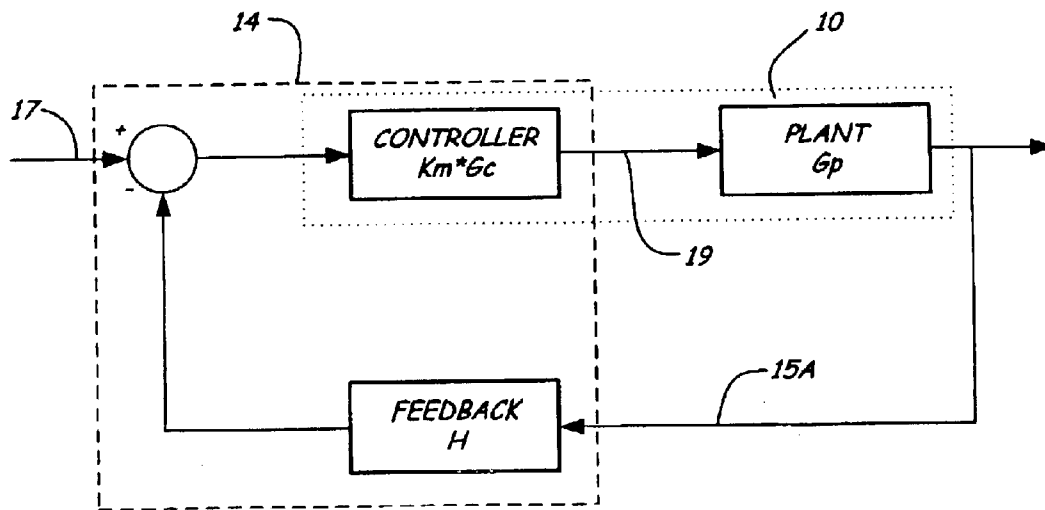 14
10
17
+
-
CONTROLLER
Km*Gc
PLANT
Gp
19
15A
FEEDBACK
H